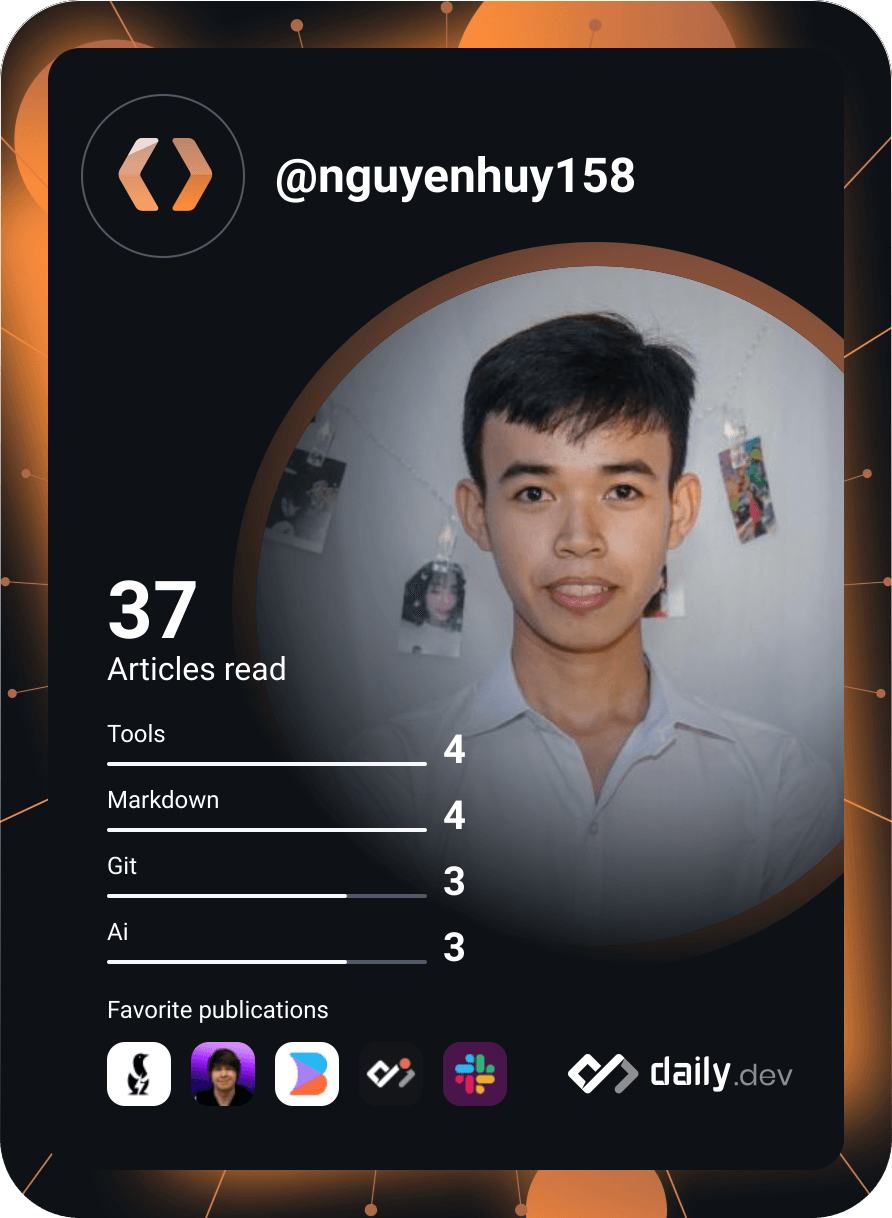 @nguyenhuy158
37
Articles read
Tools
4
Markdown
4
Git
3
Ai
3
Favorite publications
daily.dev